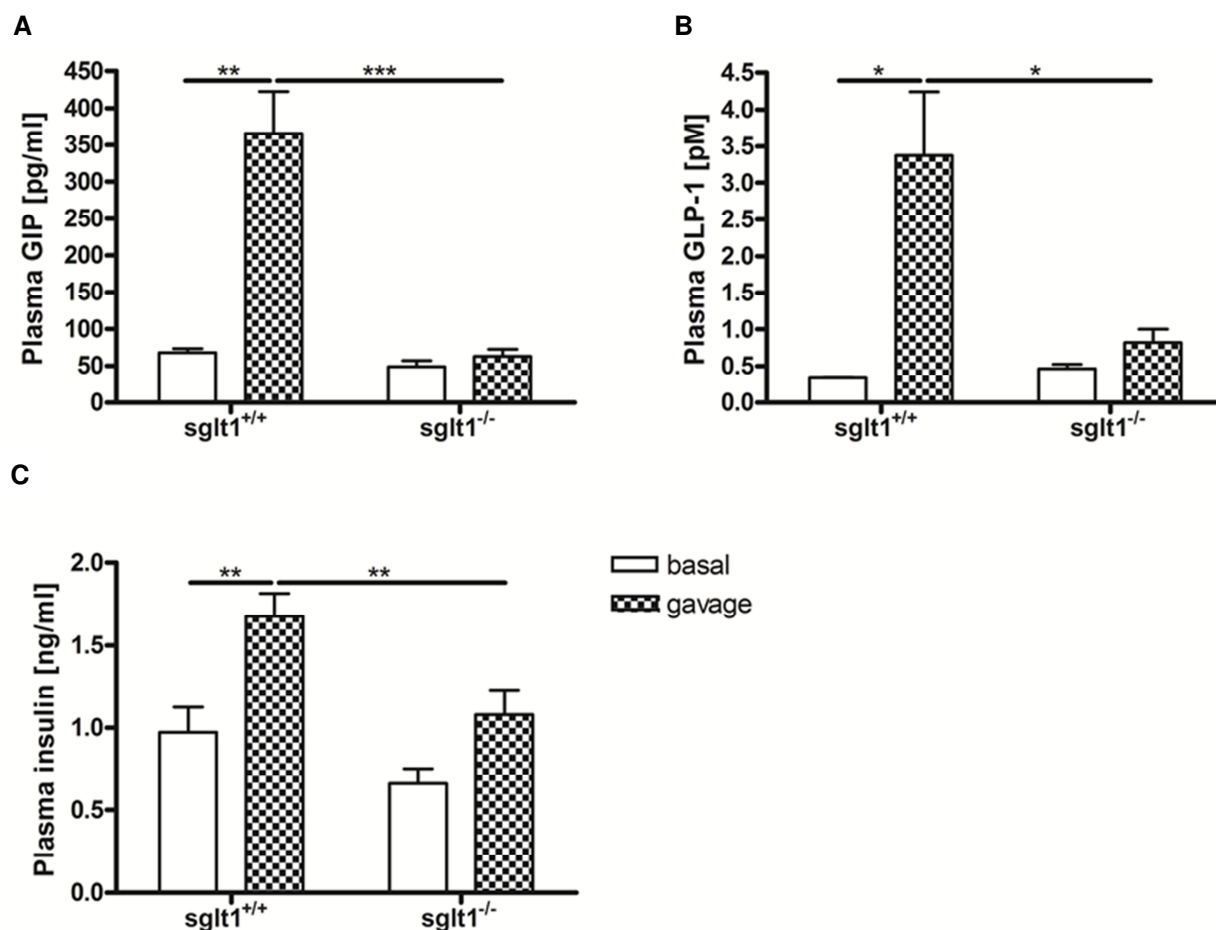 A
Plasma GIP [pg/ml]
450
400
350
300
250
200
150
100
50
0
** ***
sglt1+/+ sglt1-/-
B
Plasma GLP-1 [pM]
4.5
4.0
3.5
3.0
2.5
2.0
1.5
1.0
0.5
0.0
* *
sglt1+/+ sglt1-/-
C
Plasma insulin [ng/ml]
2.0
1.5
1.0
0.5
0.0
** **
sglt1+/+ sglt1-/-
basal
gavage